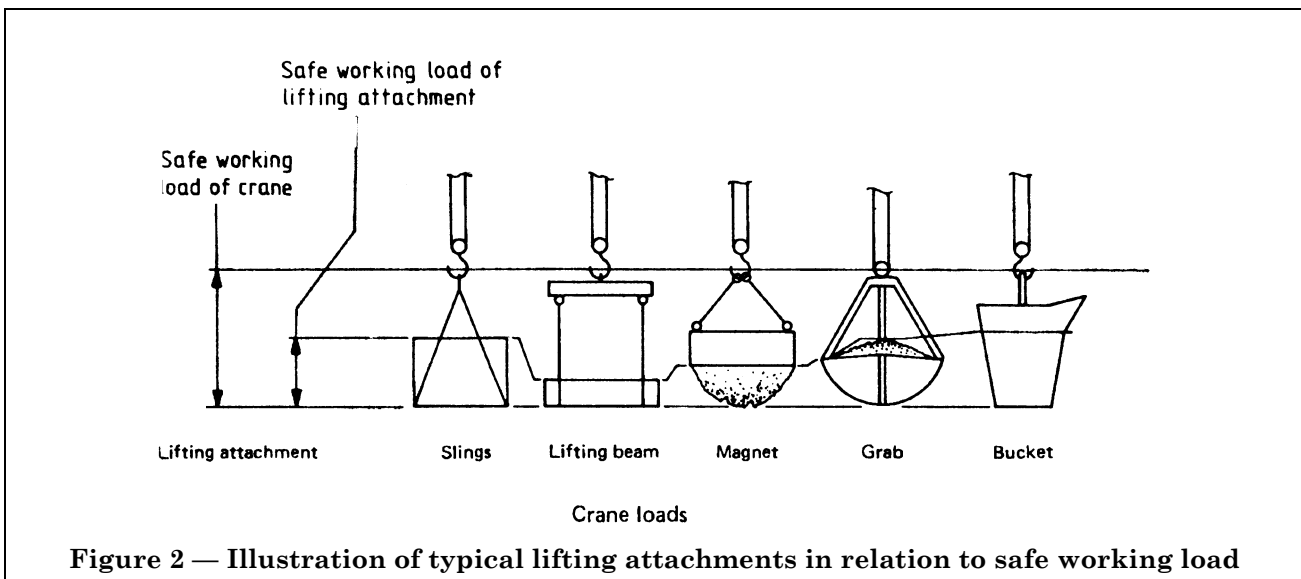 Safe working load of
lifting attachment
Safe working
load of crane
Lifting attachment
Slings
Lifting beam
Magnet
Grab
Bucket
Crane loads
Figure 2 — Illustration of typical lifting attachments in relation to safe working load